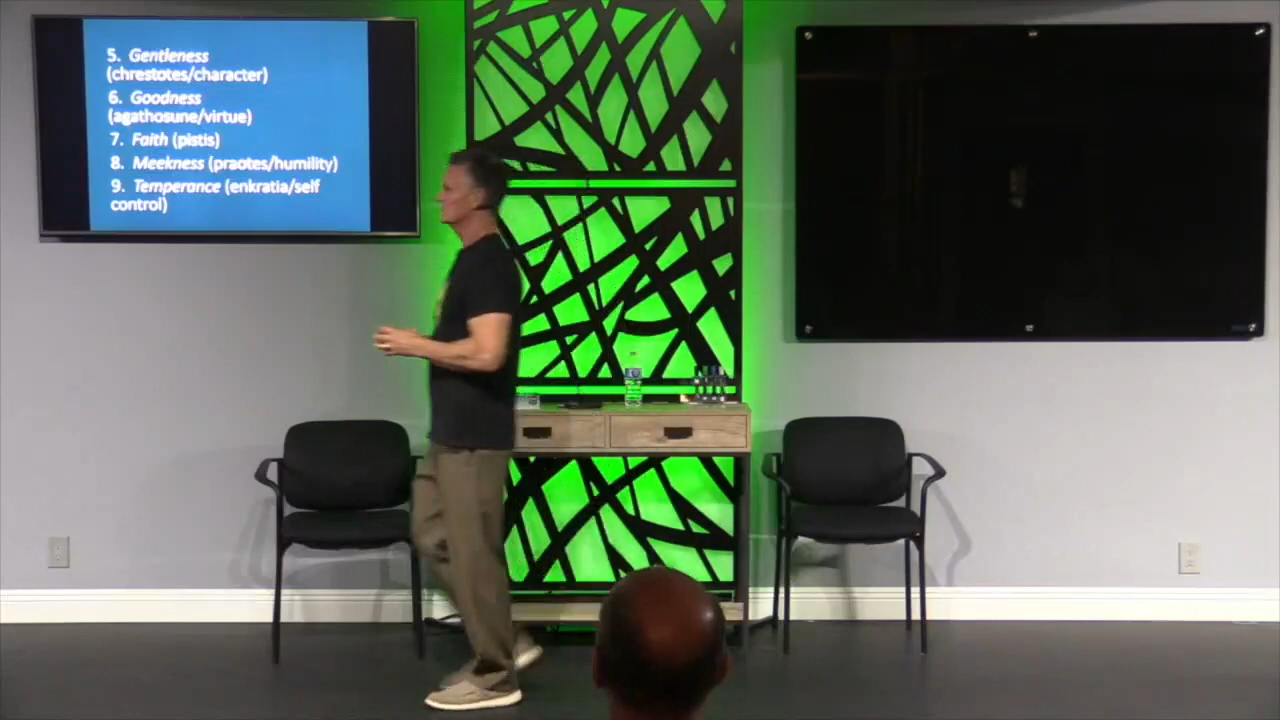 5. Gentleness
(chrestotes/character)
6. Goodness
(agathosune/virtue)
7. Faith (pistis)
8. Meekness (praotes/humility)
9. Temperance (enkratia/self
control)